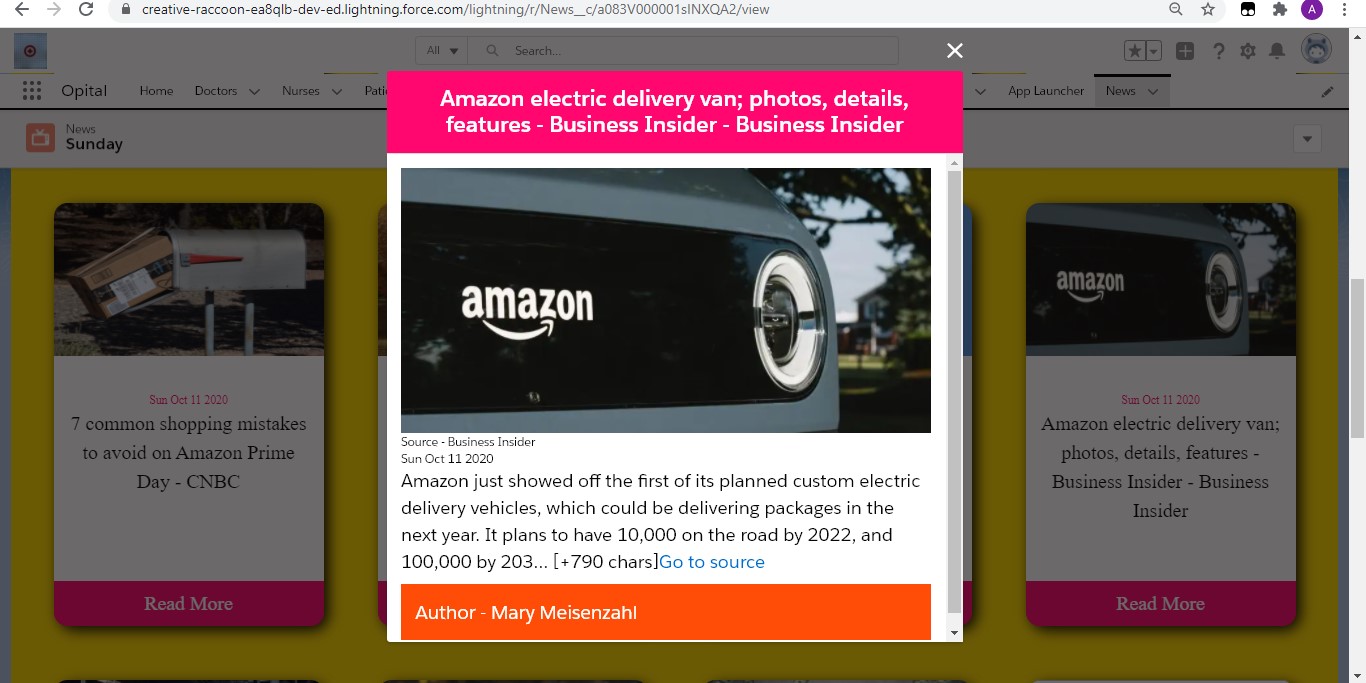 creative-raccoon-ea8qlb-dev-ed.lightning.force.com/lightning/r/News__c/a083V000001sINXQA2/view
A
All
Search...
Opital
Home
Doctors
Nurses
App Launcher
News
News
Sunday
Amazon electric delivery van; photos, details,
features - Business Insider - Business Insider
amazon
Source - Business Insider
Sun Oct 11 2020
Amazon just showed off the first of its planned custom electric
delivery vehicles, which could be delivering packages in the
next year. It plans to have 10,000 on the road by 2022, and
100,000 by 203... [+790 chars]Go to source
Author - Mary Meisenzahl
Sun Oct 11 2020
7 common shopping mistakes
to avoid on Amazon Prime
Day - CNBC
Read More
amazon
Sun Oct 11 2020
Amazon electric delivery van;
photos, details, features -
Business Insider - Business
Insider
Read More